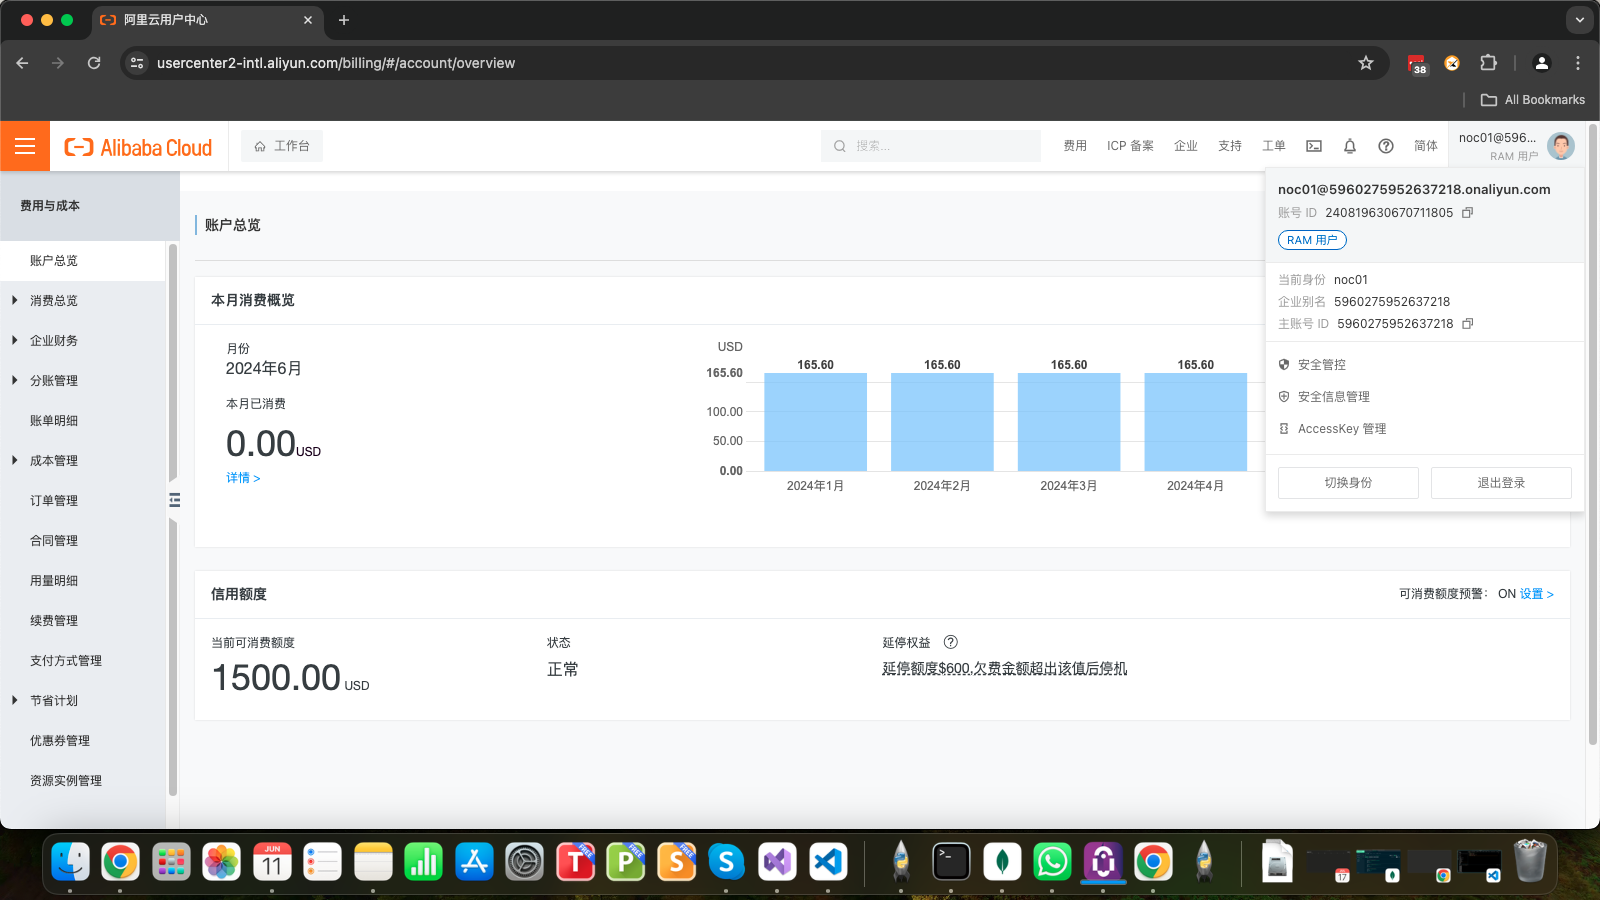 阿里云用户中心
usercenter2-intl.aliyun.com/billing/#/account/overview
38
All Bookmarks
Alibaba Cloud
工作台
搜索...
费用
ICP 备案
企业
支持
工单
简体
noc01@596...
RAM 用户
费用与成本
账户总览
消费总览
企业财务
分账管理
账单明细
成本管理
订单管理
合同管理
用量明细
续费管理
支付方式管理
节省计划
优惠券管理
资源实例管理
账户总览
本月消费概览
月份
2024年6月
本月已消费
0.00 USD
详情 >
USD
165.60
100.00
50.00
0.00
165.60 165.60 165.60 165.60
2024年1月 2024年2月 2024年3月 2024年4月
noc01@5960275952637218.onaliyun.com
账号 ID 240819630670711805
RAM 用户
当前身份 noc01
企业别名 5960275952637218
主账号 ID 5960275952637218
安全管控
安全信息管理
AccessKey 管理
切换身份
退出登录
信用额度
可消费额度预警: ON 设置 >
当前可消费额度
1500.00 USD
状态
正常
延停权益
延停额度$600,欠费金额超出该值后停机
JUN
11
T FREE
P FREE
S FREE
S
17